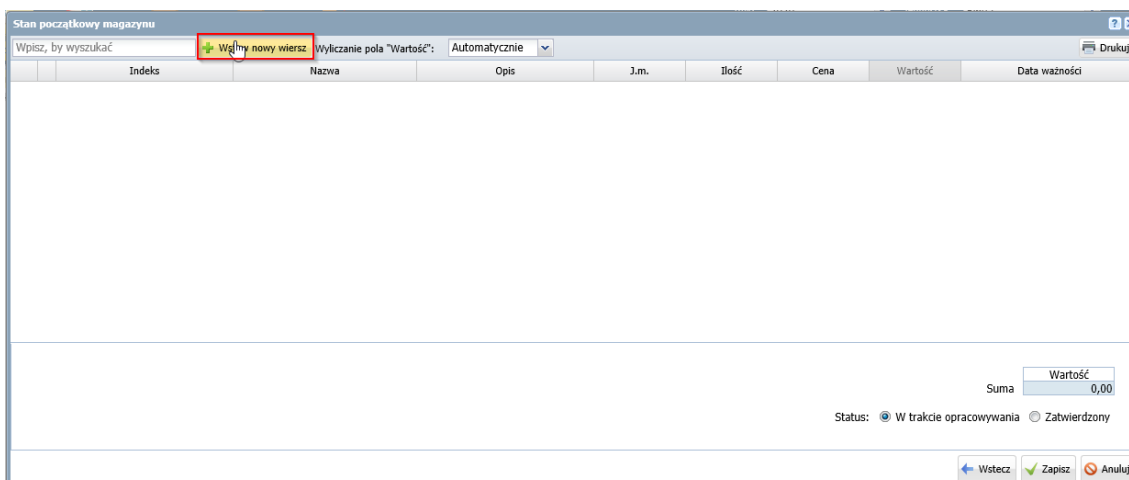 Stan początkowy magazynu
Wpisz, by wyszukać nowy wiersz Wyliczanie pola "Wartość": Automatycznie Drukuj
Indeks Nazwa Opis J.m. Ilość Cena Wartość Data ważności
Wartość
Suma 0,00
Status: W trakcie opracowywania Zatwierdzony
Wstecz Zapisz Anuluj